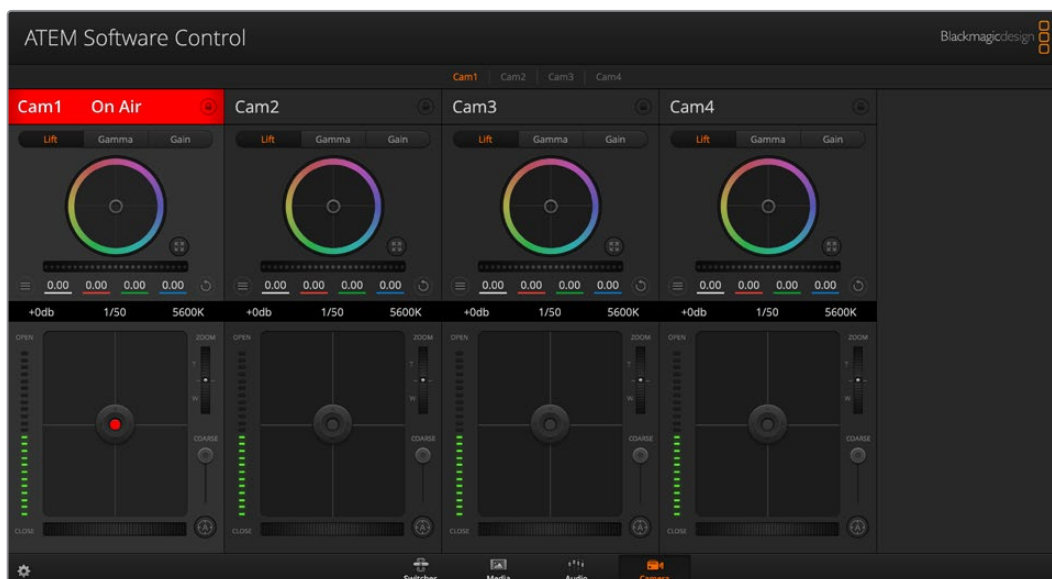 ATEM Software Control
Blackmagicdesign
Cam1 Cam2 Cam3 Cam4
Cam1 On Air Cam2 Cam3 Cam4
Lift Gamma Gain Lift Gamma Gain Lift Gamma Gain Lift Gamma Gain
0.00 0.00 0.00 0.00 0.00 0.00 0.00 0.00 0.00 0.00 0.00 0.00 0.00 0.00 0.00 0.00
+0db 1/50 5600K +0db 1/50 5600K +0db 1/50 5600K +0db 1/50 5600K
OPEN ZOOM OPEN ZOOM OPEN ZOOM OPEN ZOOM
T T T T
W W W W
COARSE COARSE COARSE COARSE
CLOSE A CLOSE A CLOSE A CLOSE A
Switcher Media Audio Camera